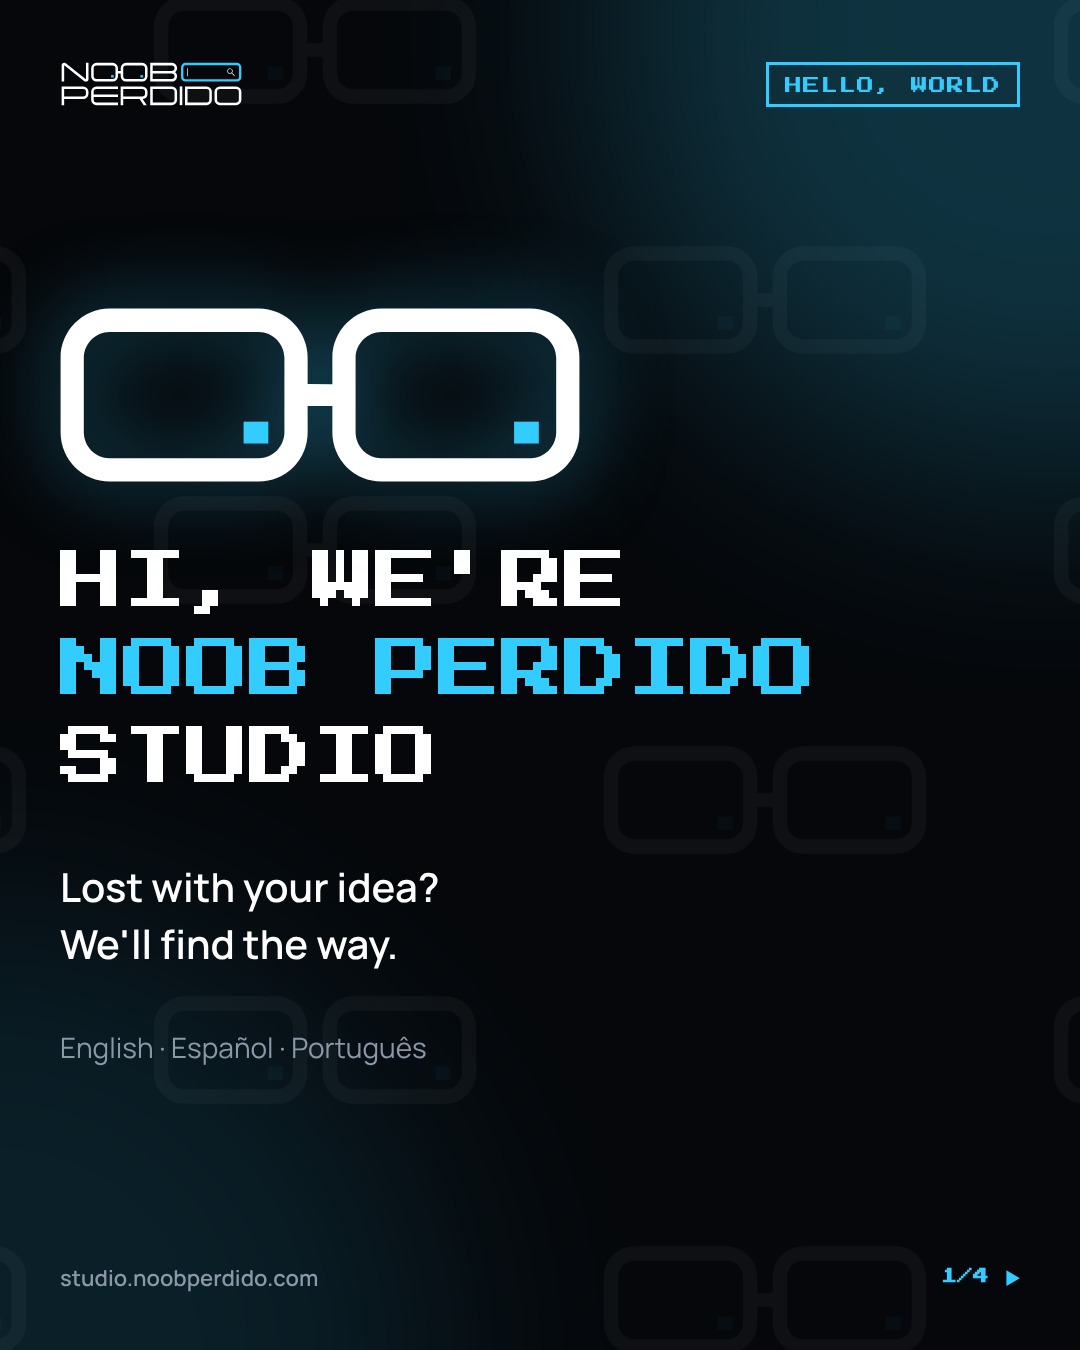 NOOB
PERDIDO
HELLO, WORLD
HI, WE'RE
NOOB PERDIDO
STUDIO
Lost with your idea?
We'll find the way.
English · Español · Português
studio.noobperdido.com
1/4